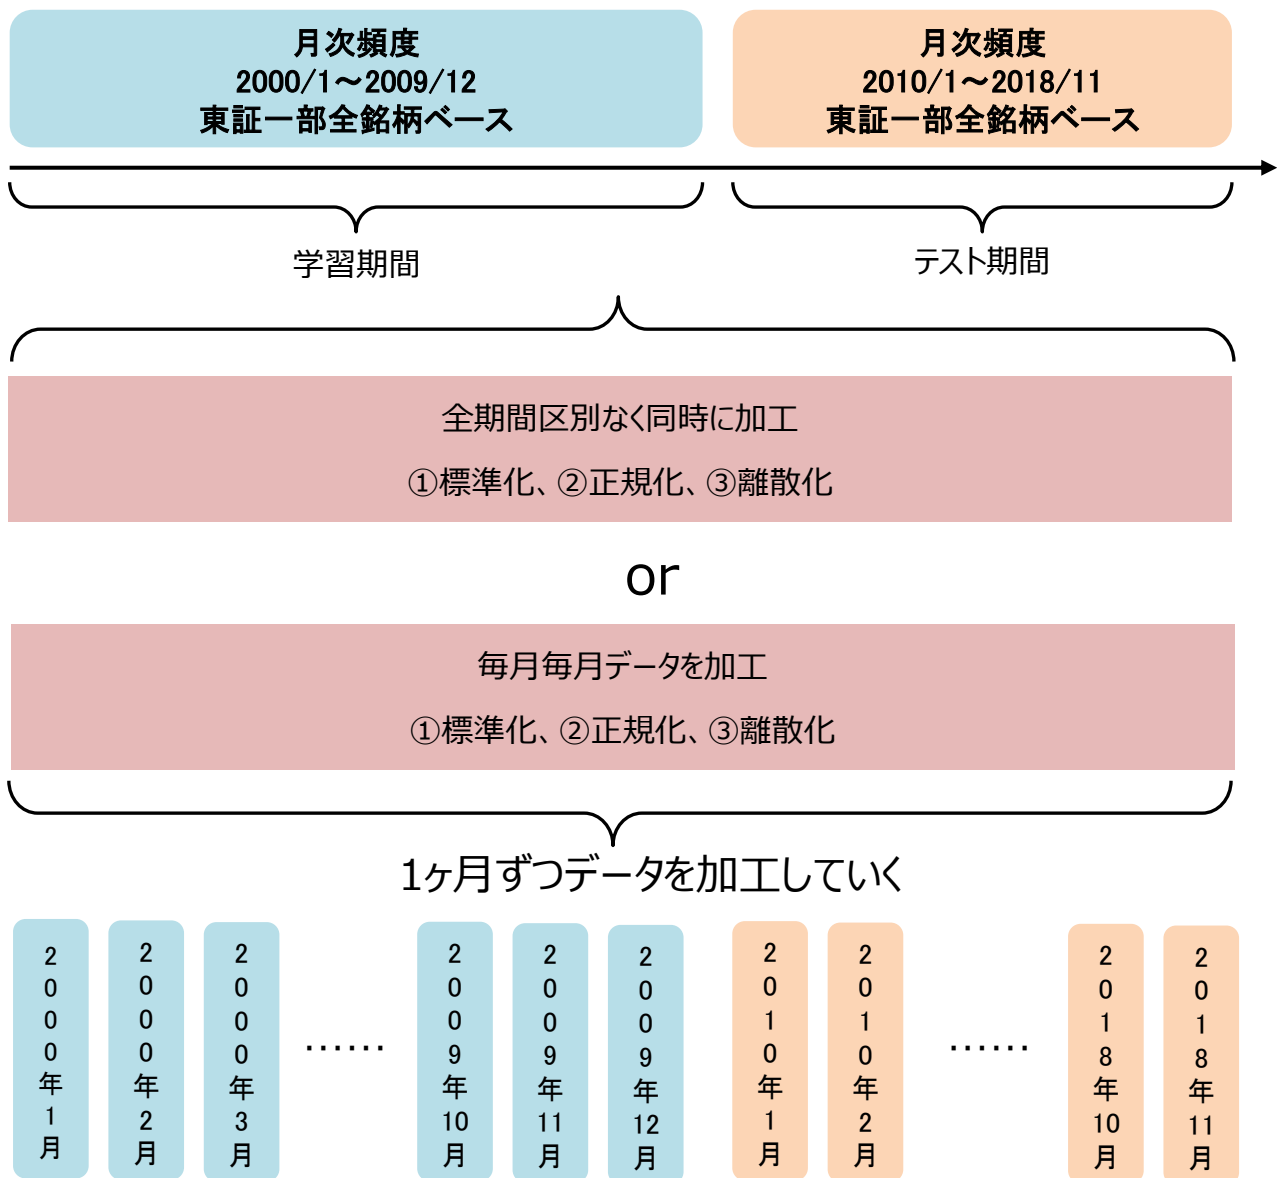 月次頻度
2000/1～2009/12
東証一部全銘柄ベース
月次頻度
2010/1～2018/11
東証一部全銘柄ベース
学習期間
テスト期間
全期間区別なく同時に加工
①標準化、②正規化、③離散化
or
毎月毎月データを加工
①標準化、②正規化、③離散化
1ヶ月ずつデータを加工していく
2000年1月
2000年2月
2000年3月
……
2009年10月
2009年11月
2009年12月
2010年1月
2010年2月
……
2018年10月
2018年11月